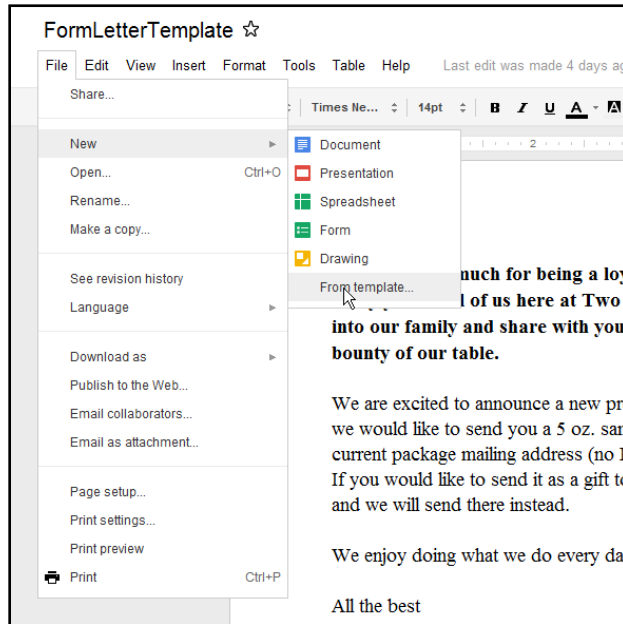 FormLetterTemplate
File Edit View Insert Format Tools Table Help Last edit was made 4 days
Times Ne... 14pt B I U A A
2
Share...
New
Open... Ctrl+O
Rename...
Make a copy...
See revision history
Language
Download as
Publish to the Web...
Email collaborators...
Email as attachment...
Page setup...
Print settings...
Print preview
Print Ctrl+P
Document
Presentation
Spreadsheet
Form
Drawing
From template...
much for being a
of us here at Two
into our family and share with you
bounty of our table.
We are excited to announce a new
we would like to send you a 5 oz.
current package mailing address (no
If you would like to send it as a gift
and we will send there instead.
We enjoy doing what we do every
All the best